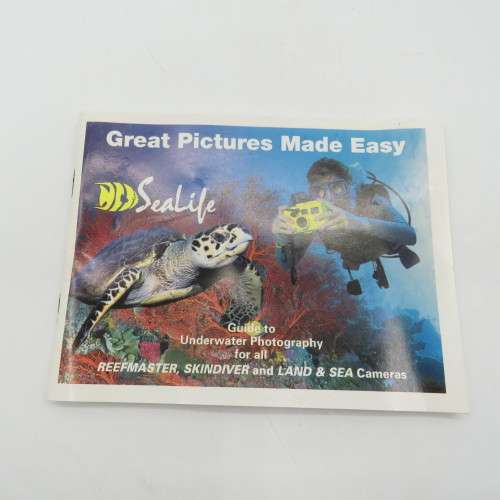 Great Pictures Made Easy
SeaLife
Guide to
Underwater Photography
for all
REEFMASTER, SKINDIVER and LAND & SEA Cameras